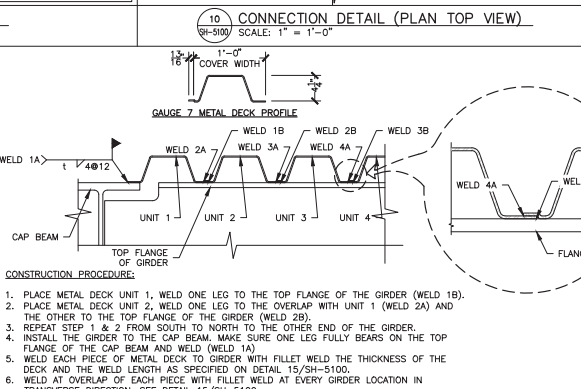 10
SH-5100
CONNECTION DETAIL (PLAN TOP VIEW)
SCALE: 1" = 1'-0"
13/16"
1'-0"
COVER WIDTH
4 1/4"
GAUGE 7 METAL DECK PROFILE
WELD 1B
WELD 2B
WELD 3B
WELD 2A
WELD 3A
WELD 4A
WELD 1A
t
4@12
UNIT 1
UNIT 2
UNIT 3
UNIT 4
CAP BEAM
TOP FLANGE
OF GIRDER
WELD 4A
CONSTRUCTION PROCEDURE:
1. PLACE METAL DECK UNIT 1, WELD ONE LEG TO THE TOP FLANGE OF THE GIRDER (WELD 1B).
2. PLACE METAL DECK UNIT 2, WELD ONE LEG TO THE OVERLAP WITH UNIT 1 (WELD 2A) AND
THE OTHER TO THE TOP FLANGE OF THE GIRDER (WELD 2B).
3. REPEAT STEP 1 & 2 FROM SOUTH TO NORTH TO THE OTHER END OF THE GIRDER.
4. INSTALL THE GIRDER TO THE CAP BEAM. MAKE SURE ONE LEG FULLY BEARS ON THE TOP
FLANGE OF THE CAP BEAM AND WELD (WELD 1A)
5. WELD EACH PIECE OF METAL DECK TO GIRDER WITH FILLET WELD THE THICKNESS OF THE
DECK AND THE WELD LENGTH AS SPECIFIED ON DETAIL 15/SH-5100.
6. WELD AT OVERLAP OF EACH PIECE WITH FILLET WELD AT EVERY GIRDER LOCATION IN